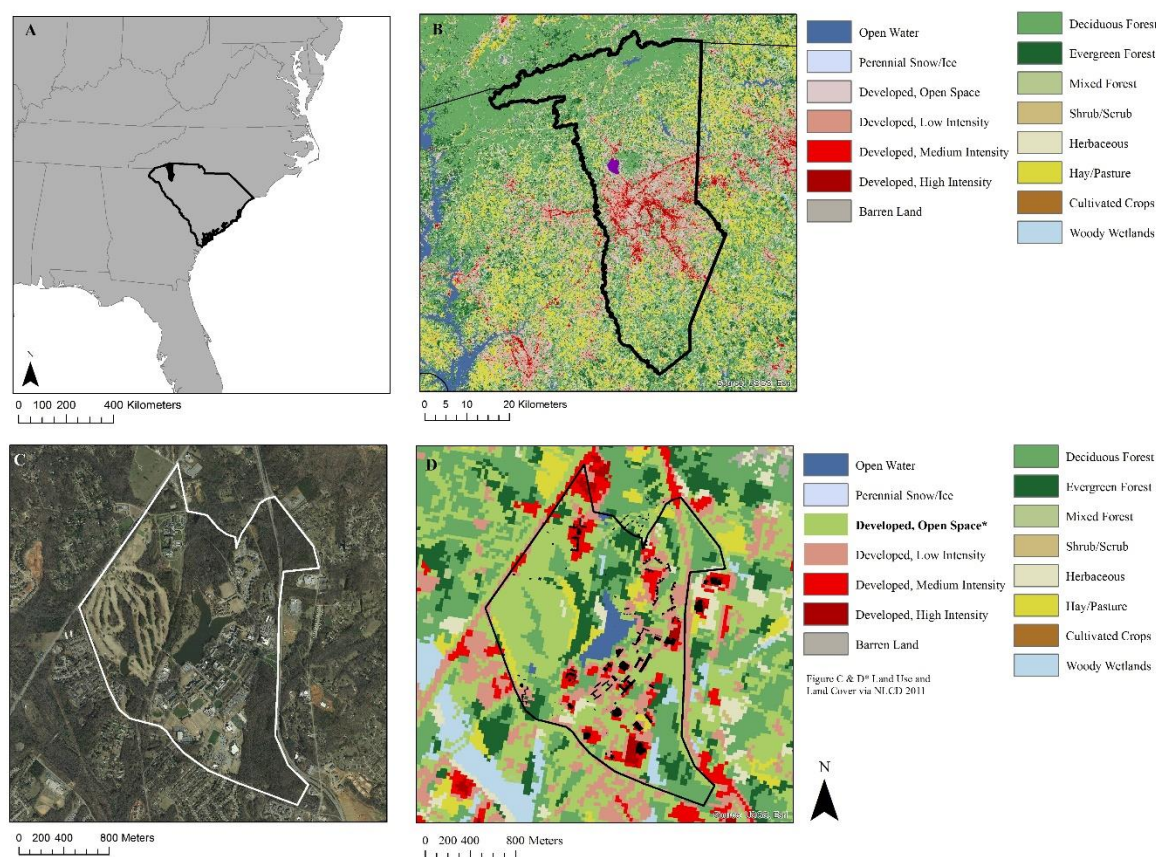 A
N
0 100 200 400 Kilometers
B
0 5 10 20 Kilometers
Open Water
Perennial Snow/Ice
Developed, Open Space
Developed, Low Intensity
Developed, Medium Intensity
Developed, High Intensity
Barren Land
Deciduous Forest
Evergreen Forest
Mixed Forest
Shrub/Scrub
Herbaceous
Hay/Pasture
Cultivated Crops
Woody Wetlands
C
0 200 400 800 Meters
D
Source: USGS, Esri
0 200 400 800 Meters
Open Water
Perennial Snow/Ice
Developed, Open Space*
Developed, Low Intensity
Developed, Medium Intensity
Developed, High Intensity
Barren Land
Figure C & D* Land Use and
Land Cover via NLCD 2011
Deciduous Forest
Evergreen Forest
Mixed Forest
Shrub/Scrub
Herbaceous
Hay/Pasture
Cultivated Crops
Woody Wetlands
N